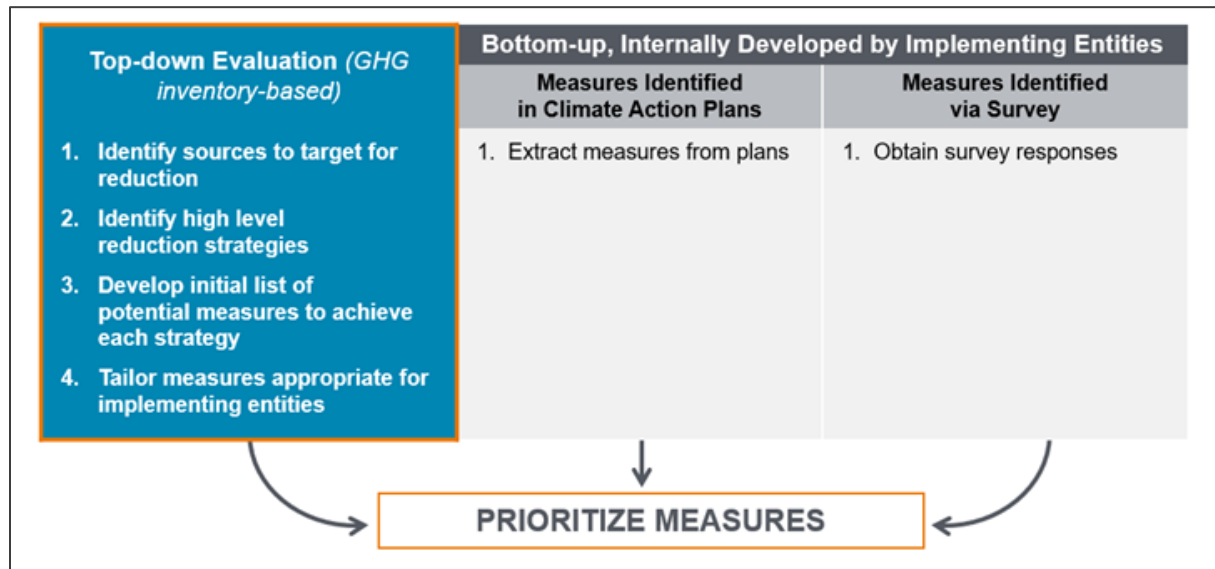 Top-down Evaluation (GHG
inventory-based)
1. Identify sources to target for
reduction
2. Identify high level
reduction strategies
3. Develop initial list of
potential measures to achieve
each strategy
4. Tailor measures appropriate for
implementing entities
Bottom-up, Internally Developed by Implementing Entities
Measures Identified
in Climate Action Plans
1. Extract measures from plans
Measures Identified
via Survey
1. Obtain survey responses
PRIORITIZE MEASURES